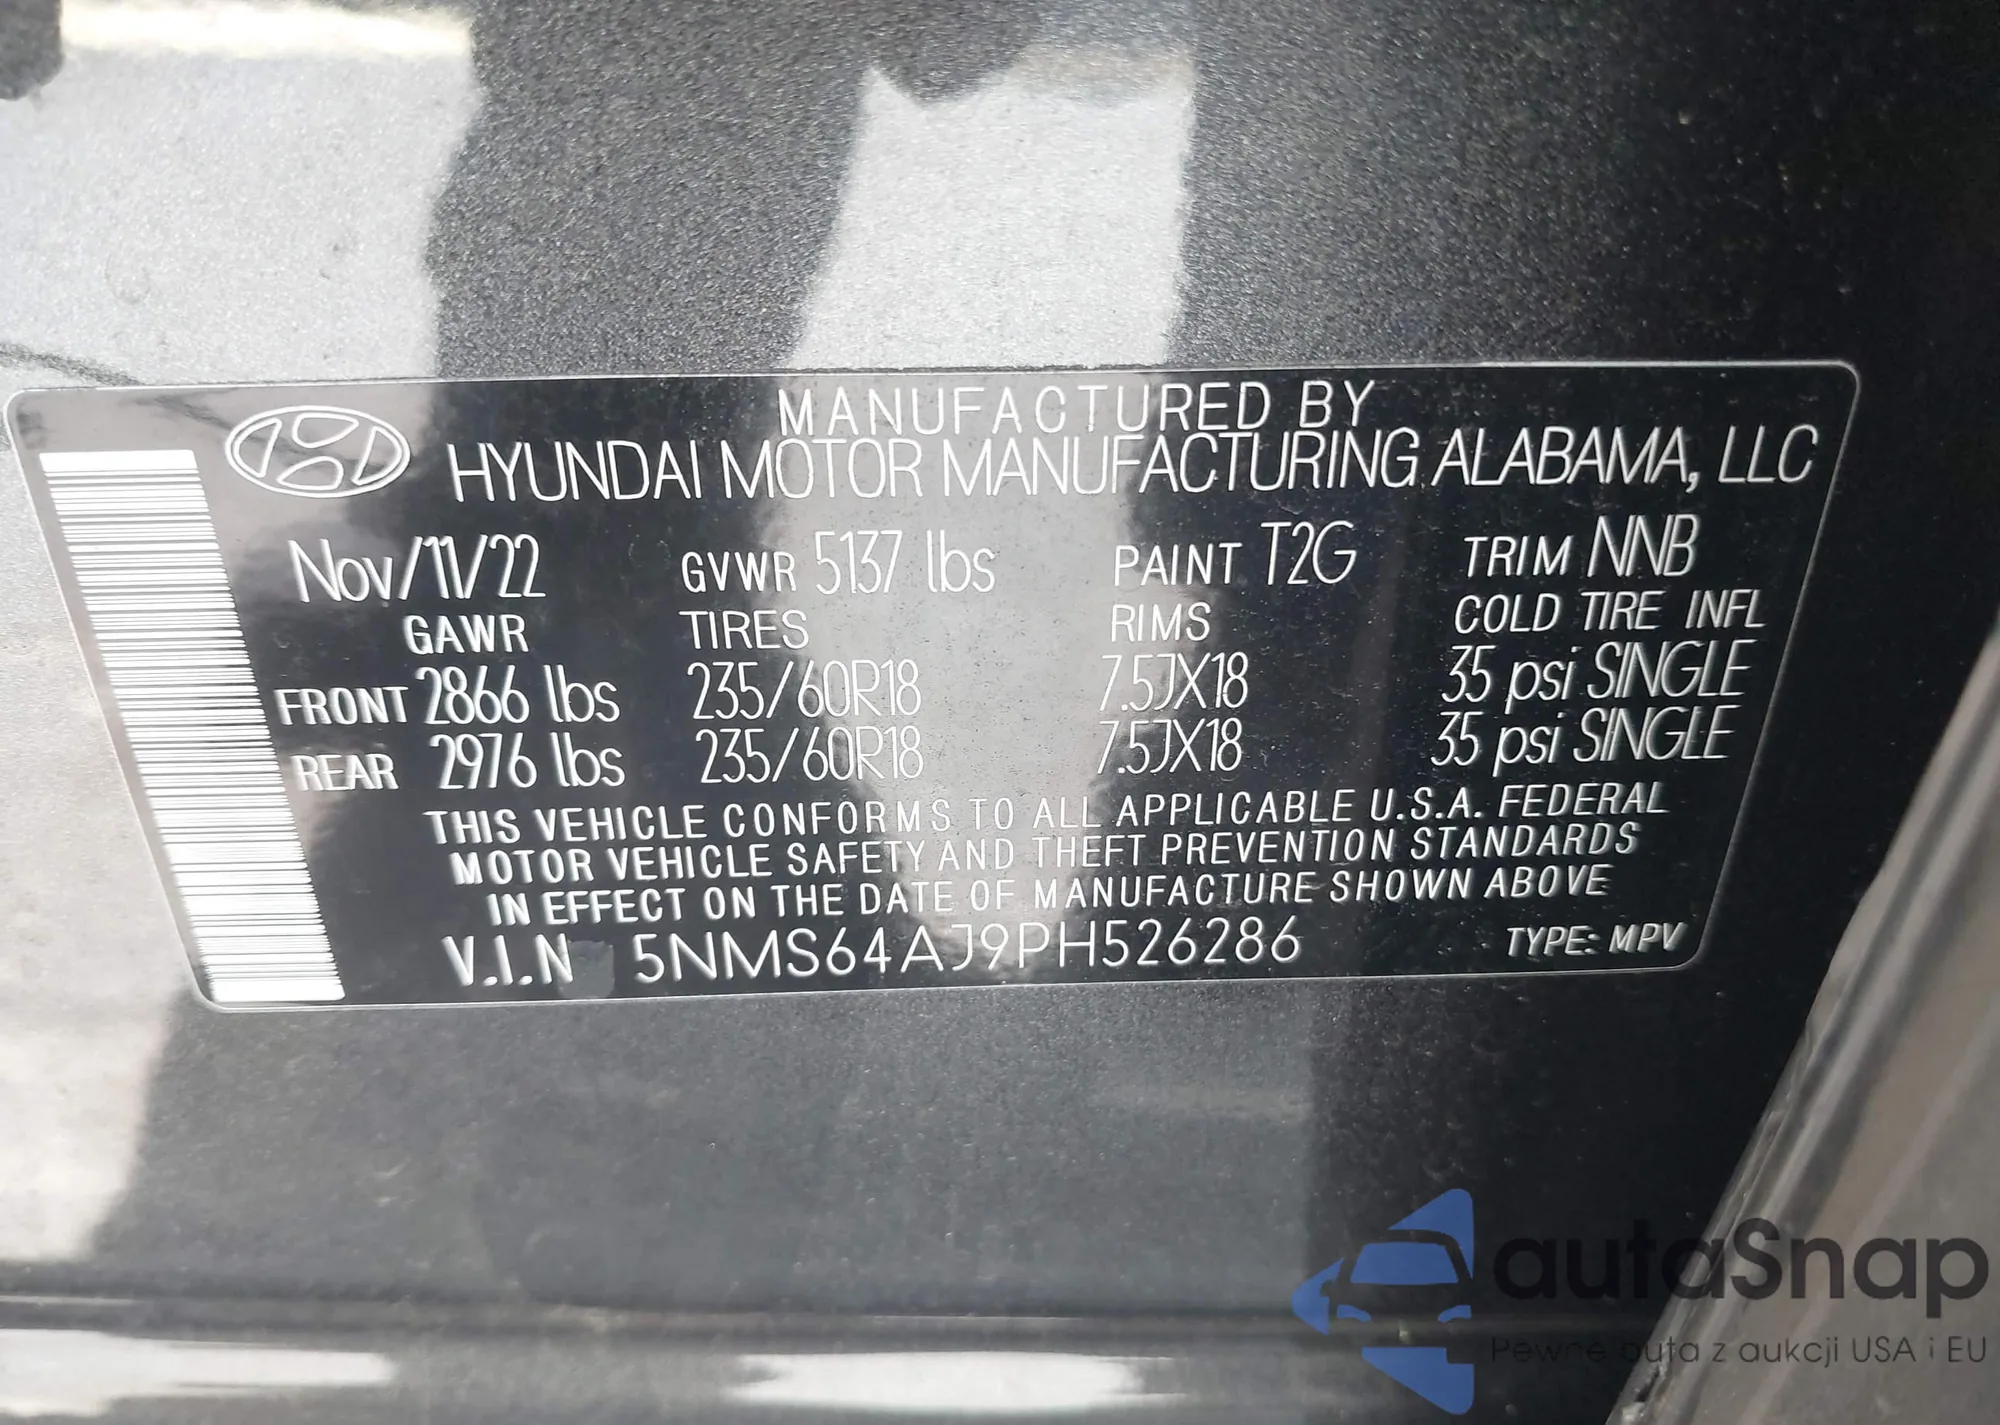 MANUFACTURED BY
HYUNDAI MOTOR MANUFACTURING ALABAMA, LLC
Nov/11/22 GVWR 5137 lbs PAINT T2G TRIM NNB
GAWR TIRES RIMS COLD TIRE INFL
FRONT 2866 lbs 235/60R18 7.5JX18 35 psi SINGLE
REAR 2976 lbs 235/60R18 7.5JX18 35 psi SINGLE
THIS VEHICLE CONFORMS TO ALL APPLICABLE U.S.A. FEDERAL
MOTOR VEHICLE SAFETY AND THEFT PREVENTION STANDARDS
IN EFFECT ON THE DATE OF MANUFACTURE SHOWN ABOVE
V.I.N 5NMS64AJ9PH526286 TYPE: MPV
autaSnap
Pewne auta z aukcji USA i EU